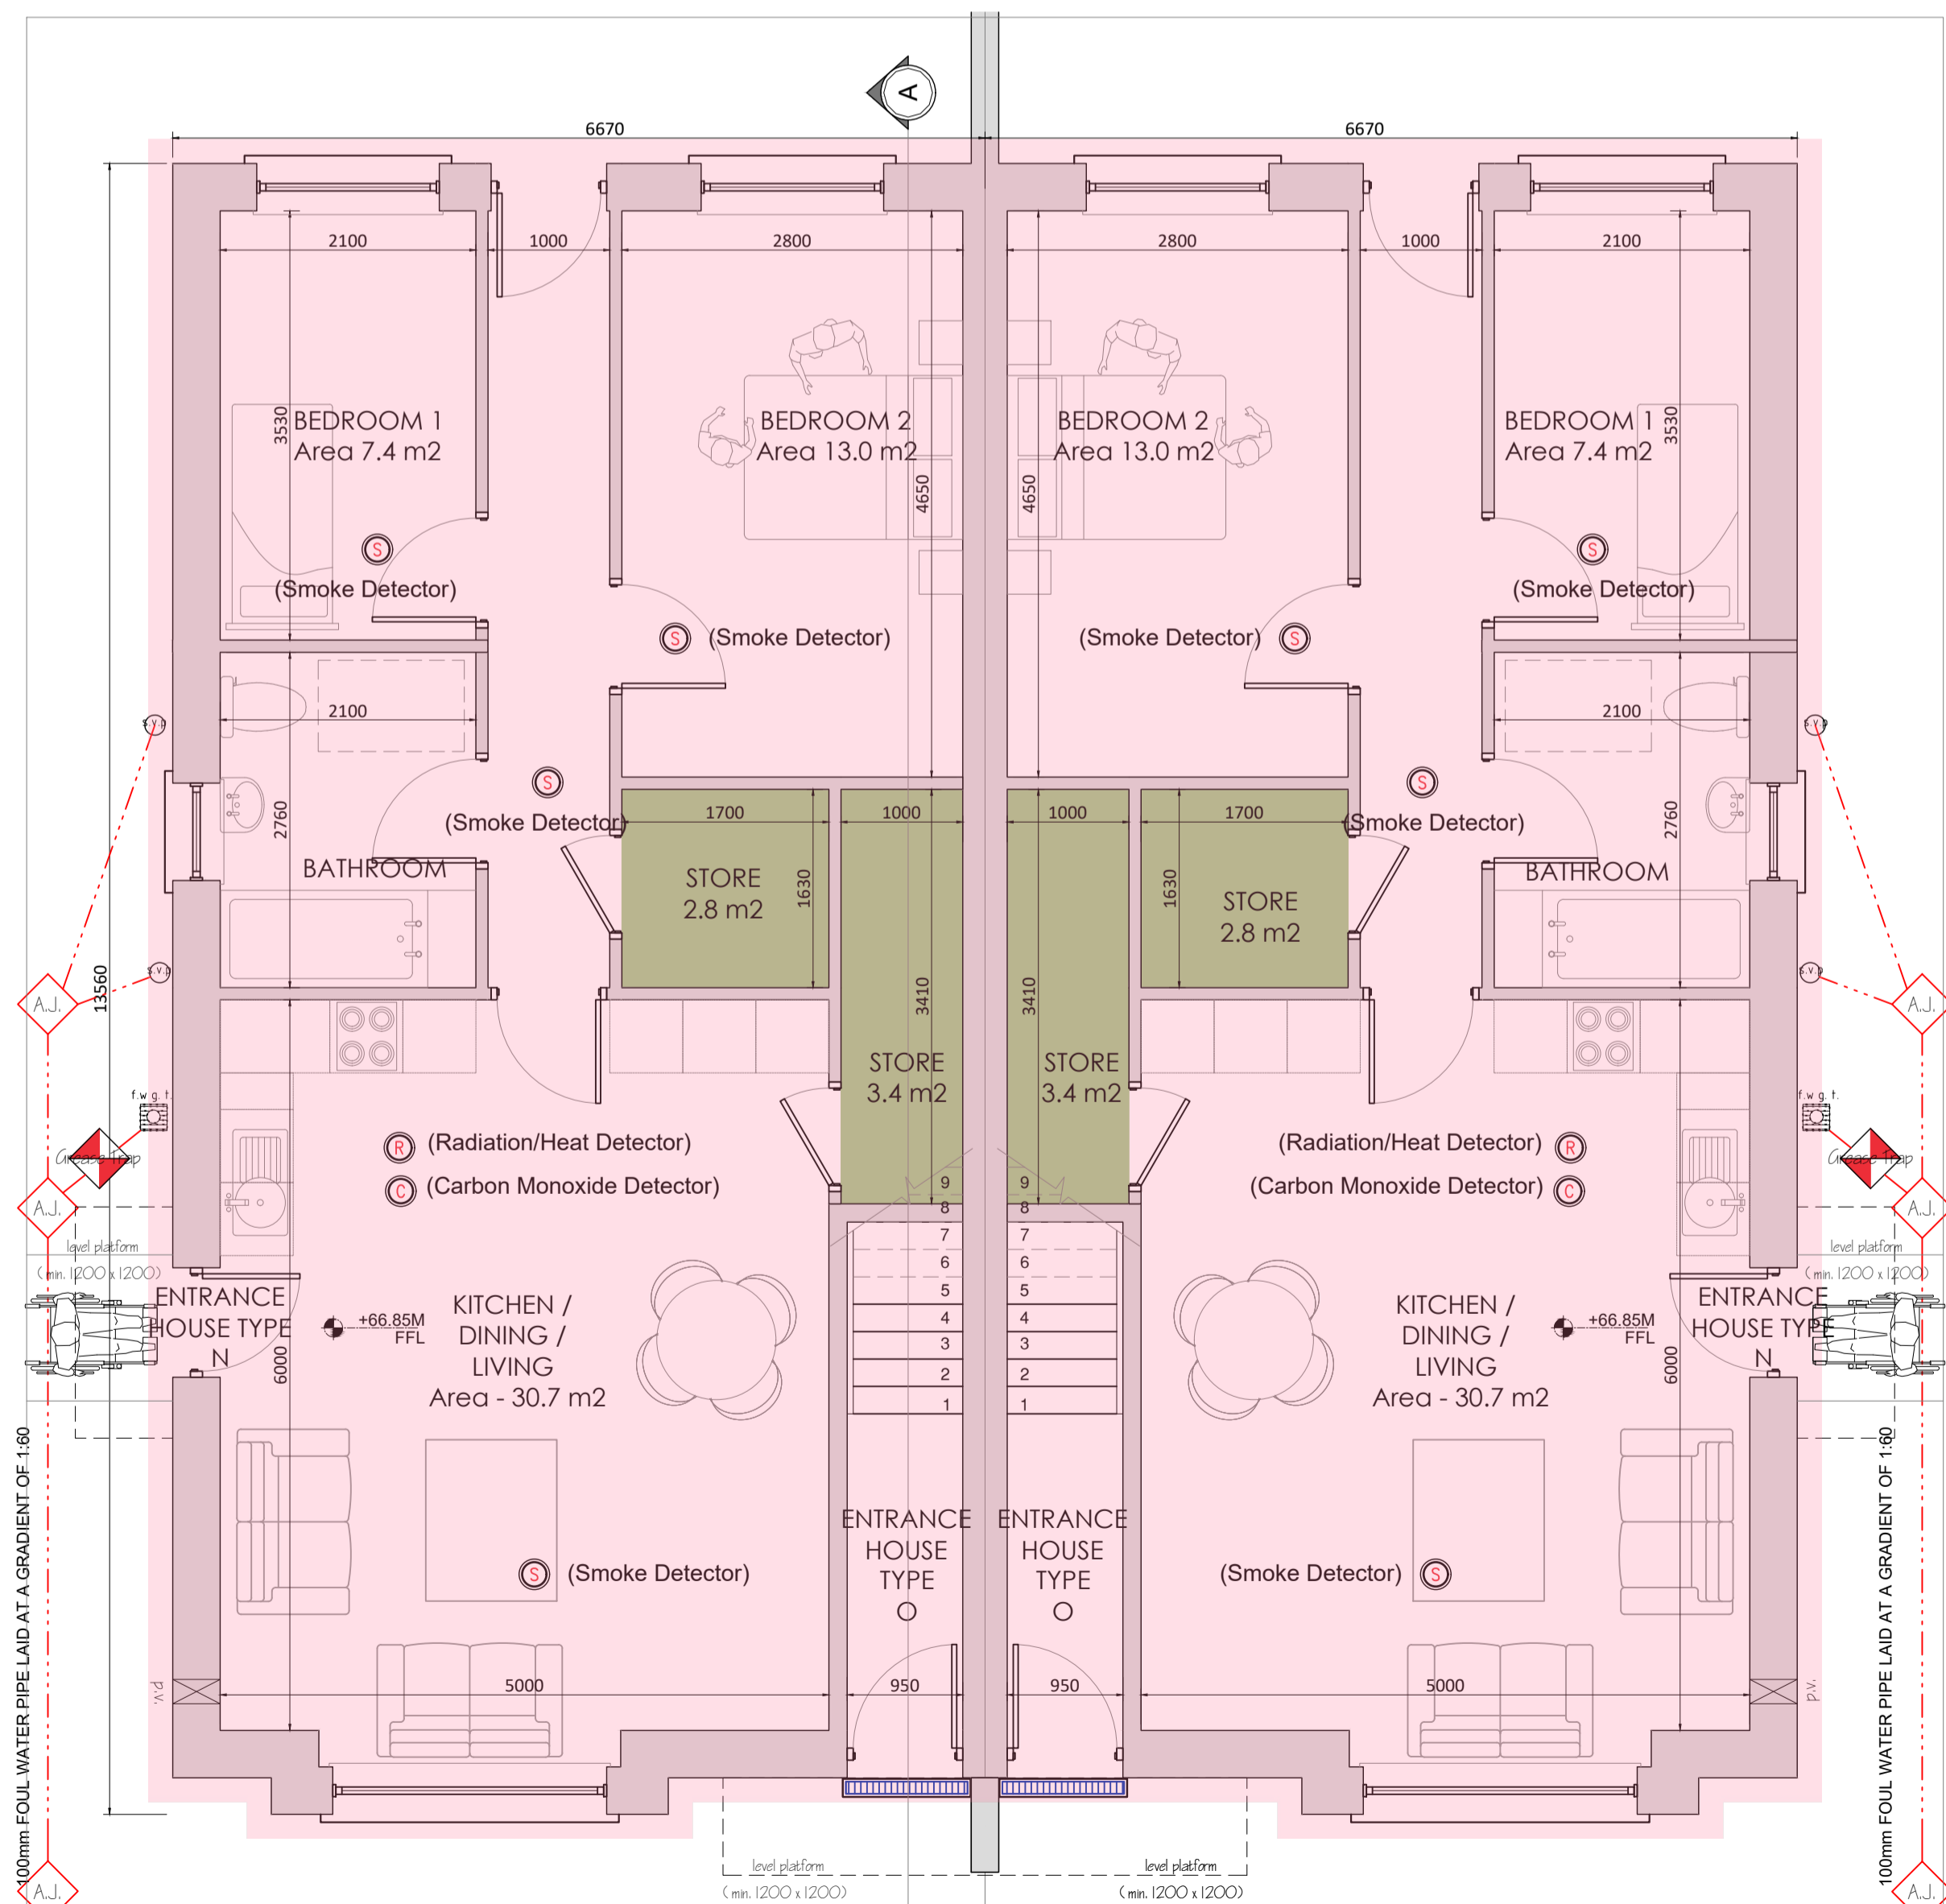 A
6670 6670
2100 1000 2800 2800 1000 2100
BEDROOM 1
Area 7.4 m2
BEDROOM 2
Area 13.0 m2
BEDROOM 2
Area 13.0 m2
BEDROOM 1
Area 7.4 m2
3530 4650 4650 3530
S S
(Smoke Detector) (Smoke Detector)
S (Smoke Detector) (Smoke Detector) S
s.v.p 2100 2100 s.v.p
S S
(Smoke Detector) (Smoke Detector)
1700 1000 1000 1700
2760 1630 1630 2760
BATHROOM BATHROOM
STORE
2.8 m2
STORE
2.8 m2
s.v.p s.v.p
13560
A.J. 3410 3410 A.J.
STORE
3.4 m2
STORE
3.4 m2
f.w g. t. f.w g. t.
Grease Trap Grease Trap
R (Radiation/Heat Detector) (Radiation/Heat Detector) R
C (Carbon Monoxide Detector) (Carbon Monoxide Detector) C
A.J. A.J.
9 9
8 8
7 7
6 6
5 5
4 4
3 3
2 2
1 1
level platform
(min. 1200 x 1200)
level platform
(min. 1200 x 1200)
ENTRANCE
HOUSE TYPE
N
+66.85M
FFL
KITCHEN /
DINING /
LIVING
Area - 30.7 m2
KITCHEN /
DINING /
LIVING
Area - 30.7 m2
+66.85M
FFL
ENTRANCE
HOUSE TYPE
N
6000 6000
100mm FOUL WATER PIPE LAID AT A GRADIENT OF 1:60
100mm FOUL WATER PIPE LAID AT A GRADIENT OF 1:60
ENTRANCE
HOUSE
TYPE
O
ENTRANCE
HOUSE
TYPE
O
S (Smoke Detector) (Smoke Detector) S
p.v. 5000 950 950 5000 p.v.
level platform
(min. 1200 x 1200)
level platform
(min. 1200 x 1200)
A.J. A.J.